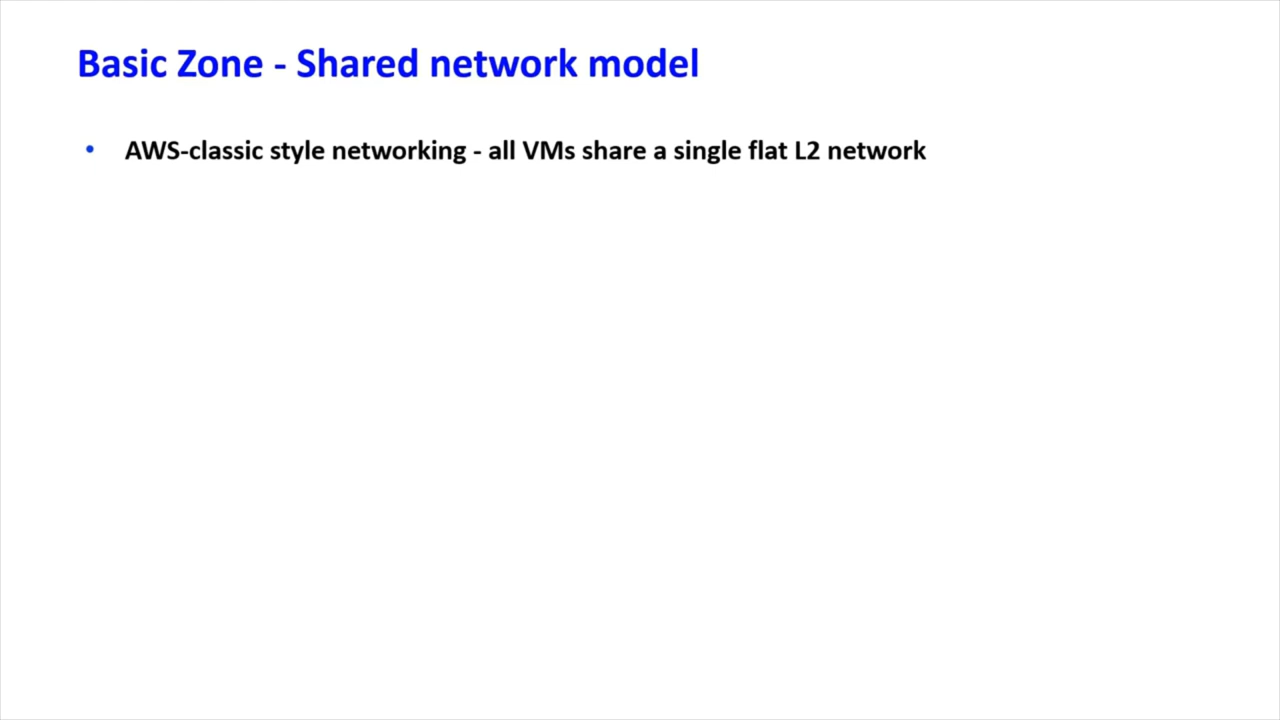 Basic Zone - Shared network model
• AWS-classic style networking - all VMs share a single flat L2 network